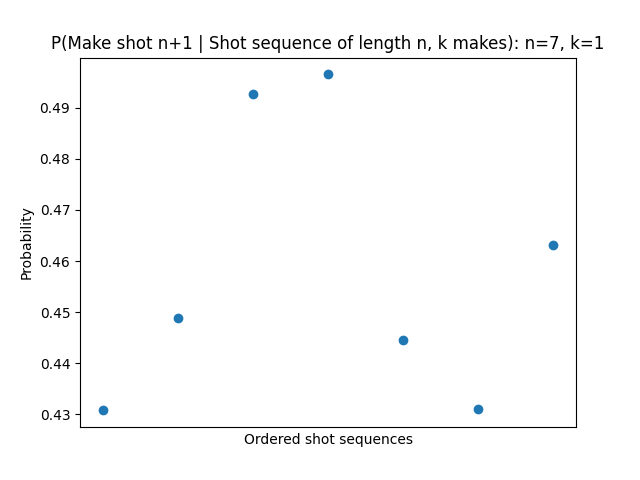 P(Make shot n+1 | Shot sequence of length n, k makes): n=7, k=1
0.49
0.48
0.47
0.46
0.45
0.44
0.43
Probability
Ordered shot sequences